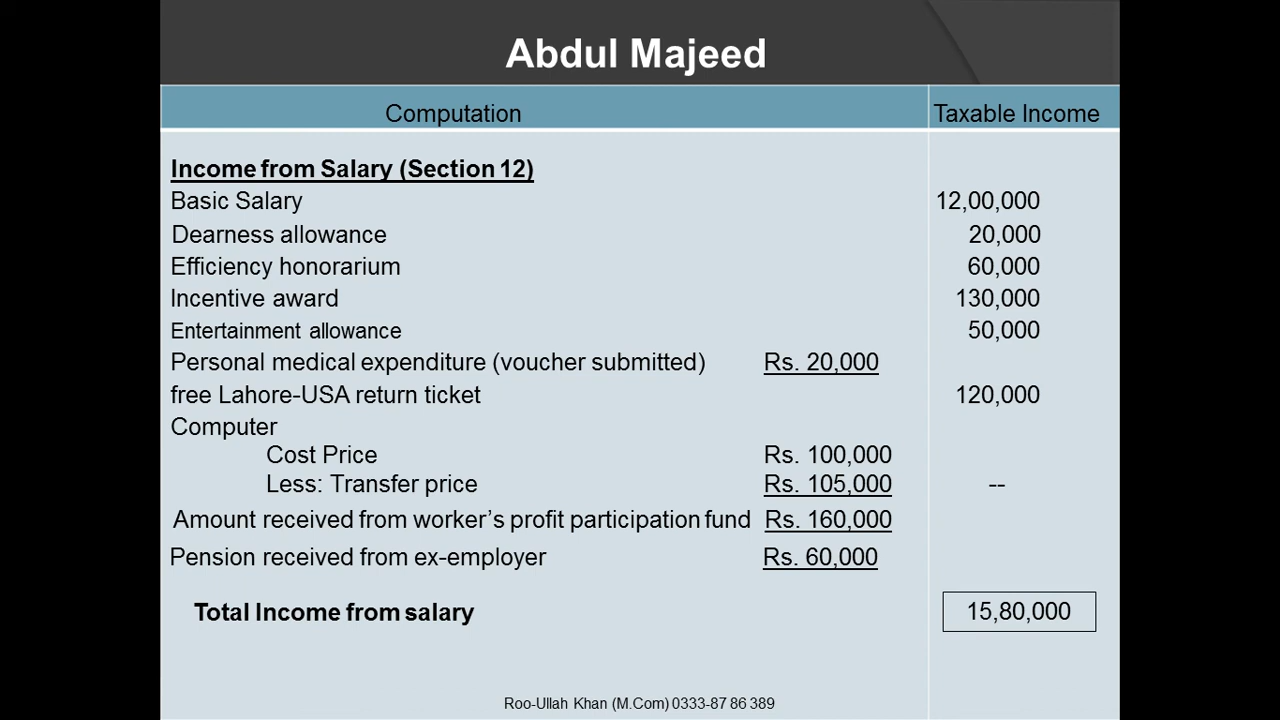 Abdul Majeed
Computation Taxable Income
Income from Salary (Section 12)
Basic Salary 12,00,000
Dearness allowance 20,000
Efficiency honorarium 60,000
Incentive award 130,000
Entertainment allowance 50,000
Personal medical expenditure (voucher submitted) Rs. 20,000
free Lahore-USA return ticket 120,000
Computer
Cost Price Rs. 100,000
Less: Transfer price Rs. 105,000 --
Amount received from worker's profit participation fund Rs. 160,000
Pension received from ex-employer Rs. 60,000
Total Income from salary 15,80,000
Roo-Ullah Khan (M.Com) 0333-87 86 389